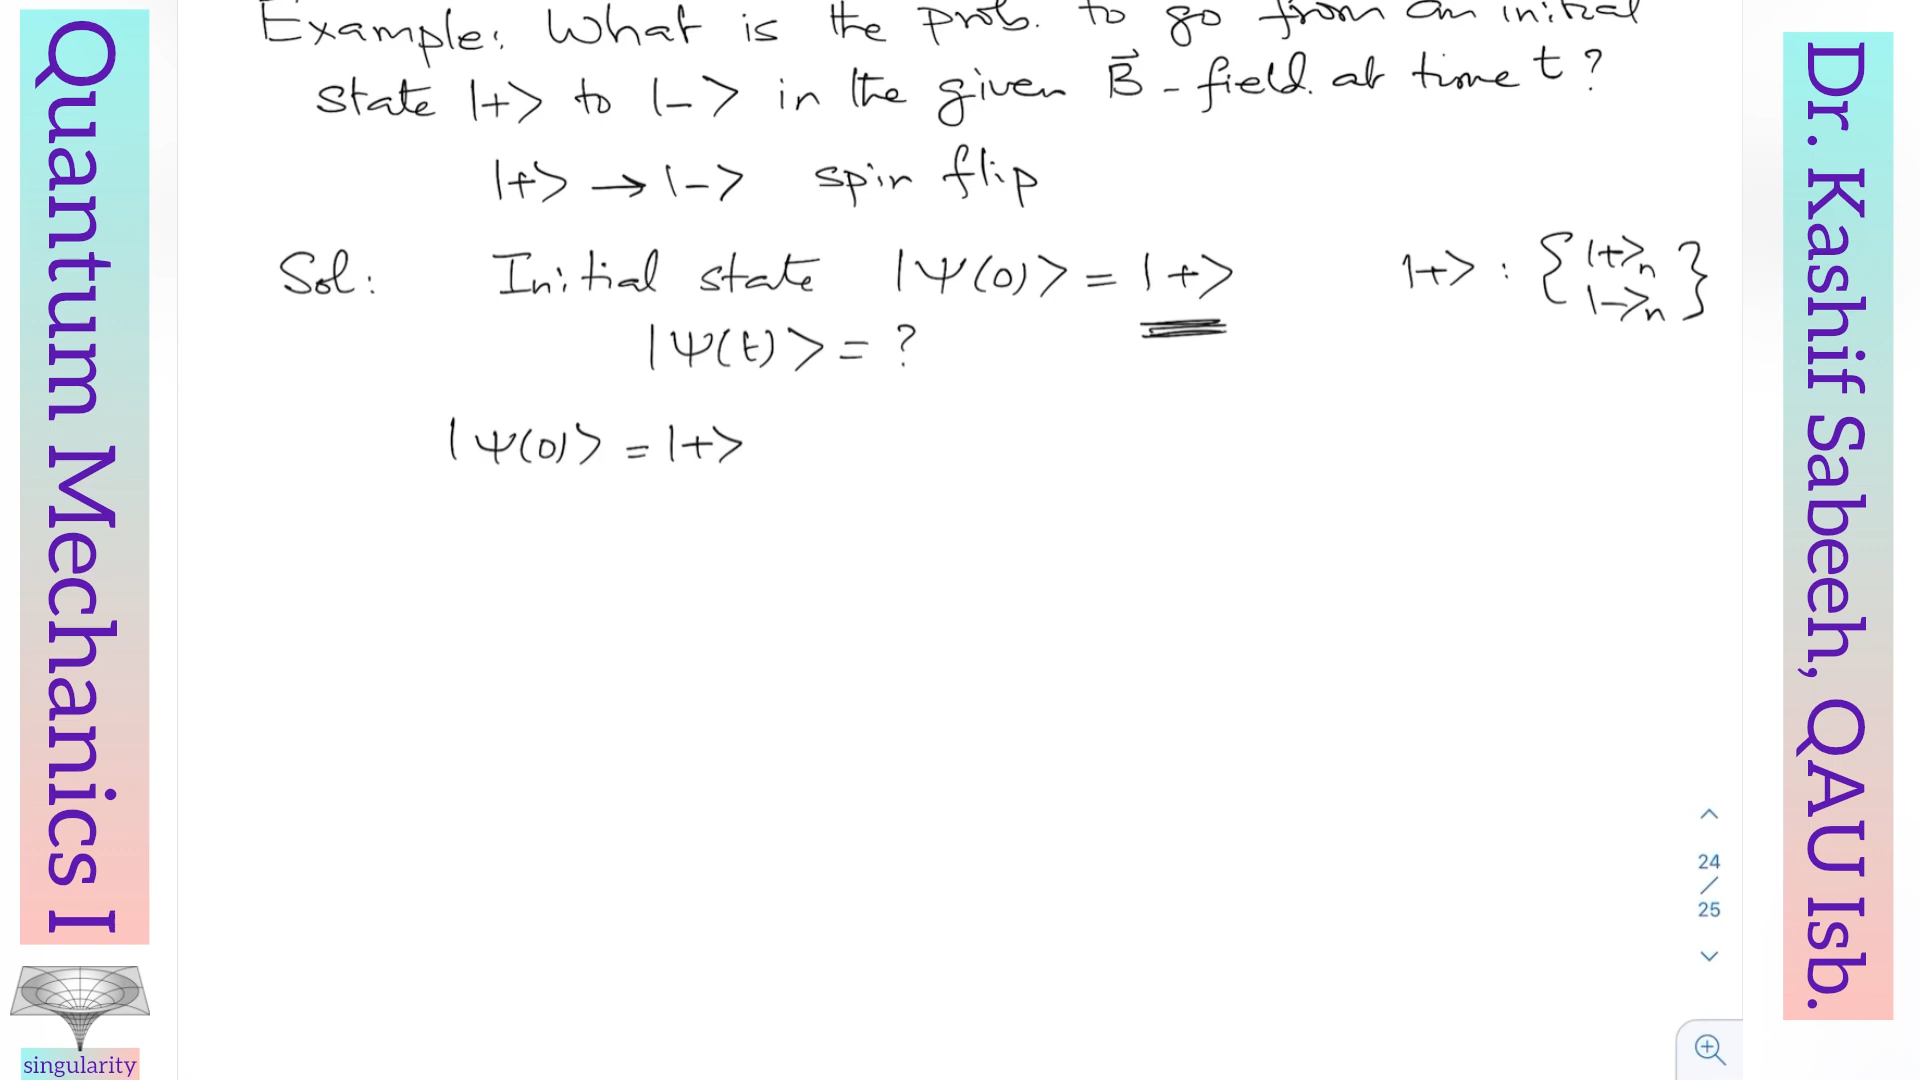 Quantum Mechanics I
singularity
Example: What is the prob. to go from an initial
state |+> to |-> in the given B⃗ - field. at time t?
|+> → |-> spin flip
Sol: Initial state |Ψ(0)> = |+> |+> : { |+>ₙ |->ₙ }
|Ψ(t)> = ?
|Ψ(0)> = |+>
24
/
25
Dr. Kashif Sabeeh, QAU Isb.